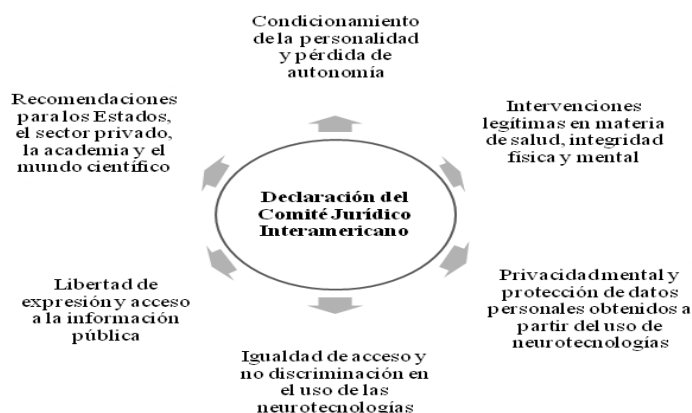 Condicionamiento
de la personalidad
y pérdida de
autonomía
Recomendaciones
para los Estados,
el sector privado,
la academia y el
mundo científico
Intervenciones
legítimas en materia
de salud, integridad
física y mental
Declaración del
Comité Jurídico
Interamericano
Libertad de
expresión y acceso
a la información
pública
Privacidad mental y
protección de datos
personales obtenidos a
partir del uso de
neurotecnologías
Igualdad de acceso y
no discriminación en
el uso de las
neurotecnologías